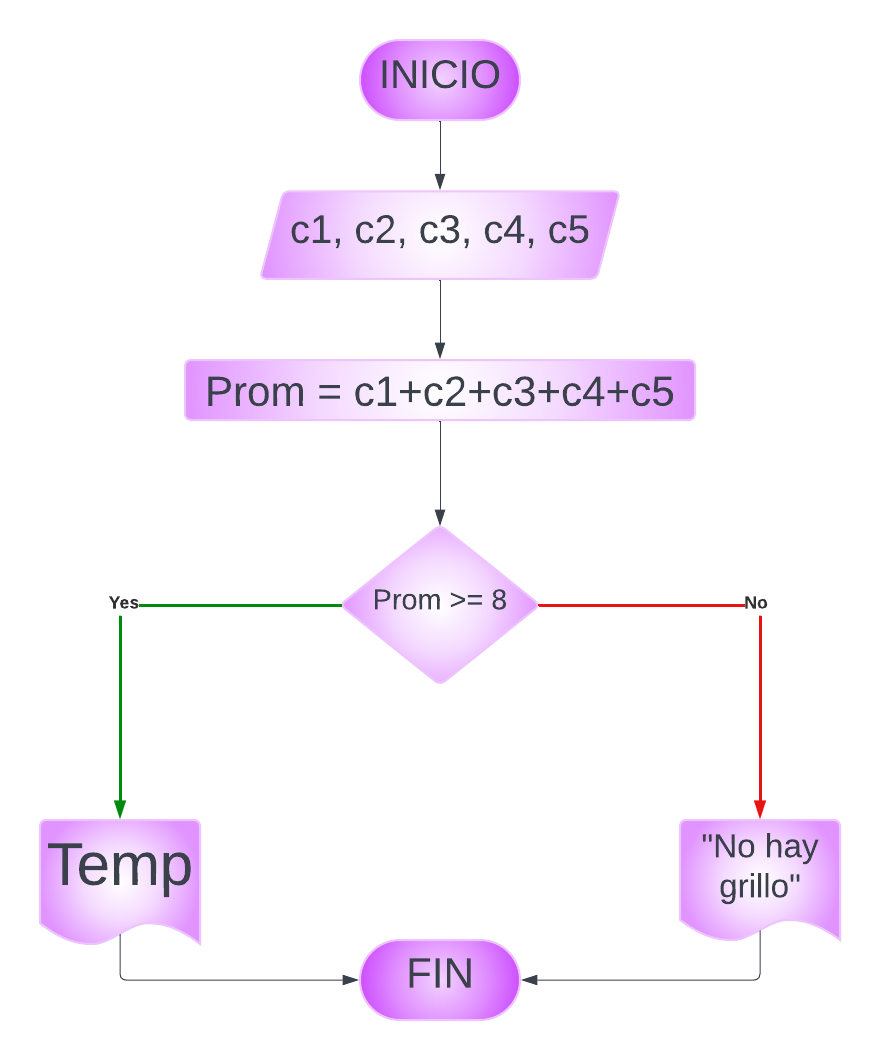 INICIO
c1, c2, c3, c4, c5
Prom = c1+c2+c3+c4+c5
Prom >= 8
Yes
No
Temp
"No hay
grillo"
FIN